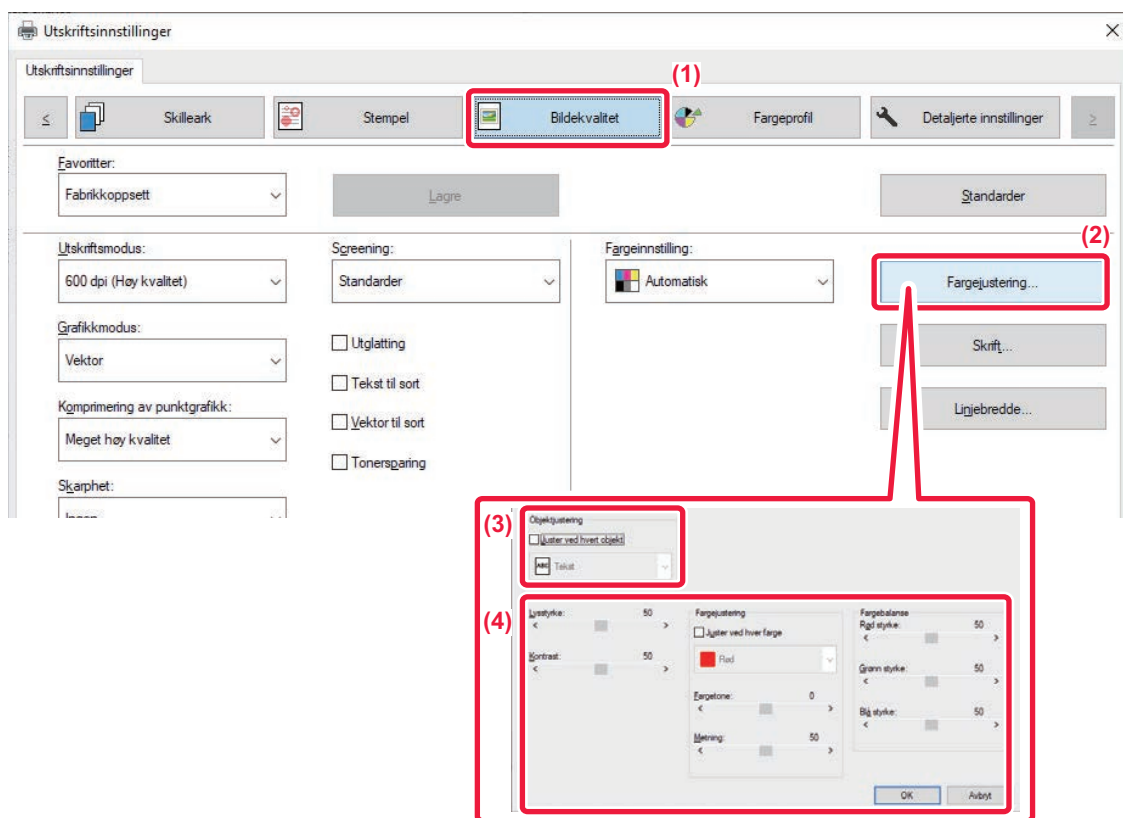 Utskriftsinnstillinger
Utskriftsinnstillinger
(1)
Skilleark Stempel Bildekvalitet Fargeprofil Detaljerte innstillinger
Favoritter:
Fabrikkoppsett Lagre Standarder
(2)
Utskriftsmodus: Screening: Fargeinnstilling:
600 dpi (Høy kvalitet) Standarder Automatisk Fargejustering...
Grafikkmodus:
Vektor Utglatting Skrift...
Tekst til sort
Komprimering av punktgrafikk: Linjebredde...
Meget høy kvalitet Vektor til sort
Tonersparing
Skarphet:
Ingen
(3)
Objektjustering
Juster ved hvert objekt
ABC Tekst
(4)
Lysstyrke: 50 Fargejustering Fargebalanse
Juster ved hver farge Rød styrke: 50
Kontrast: 50 Rød Grønn styrke: 50
Fargetone: 0 Blå styrke: 50
Metning: 50
OK Avbryt